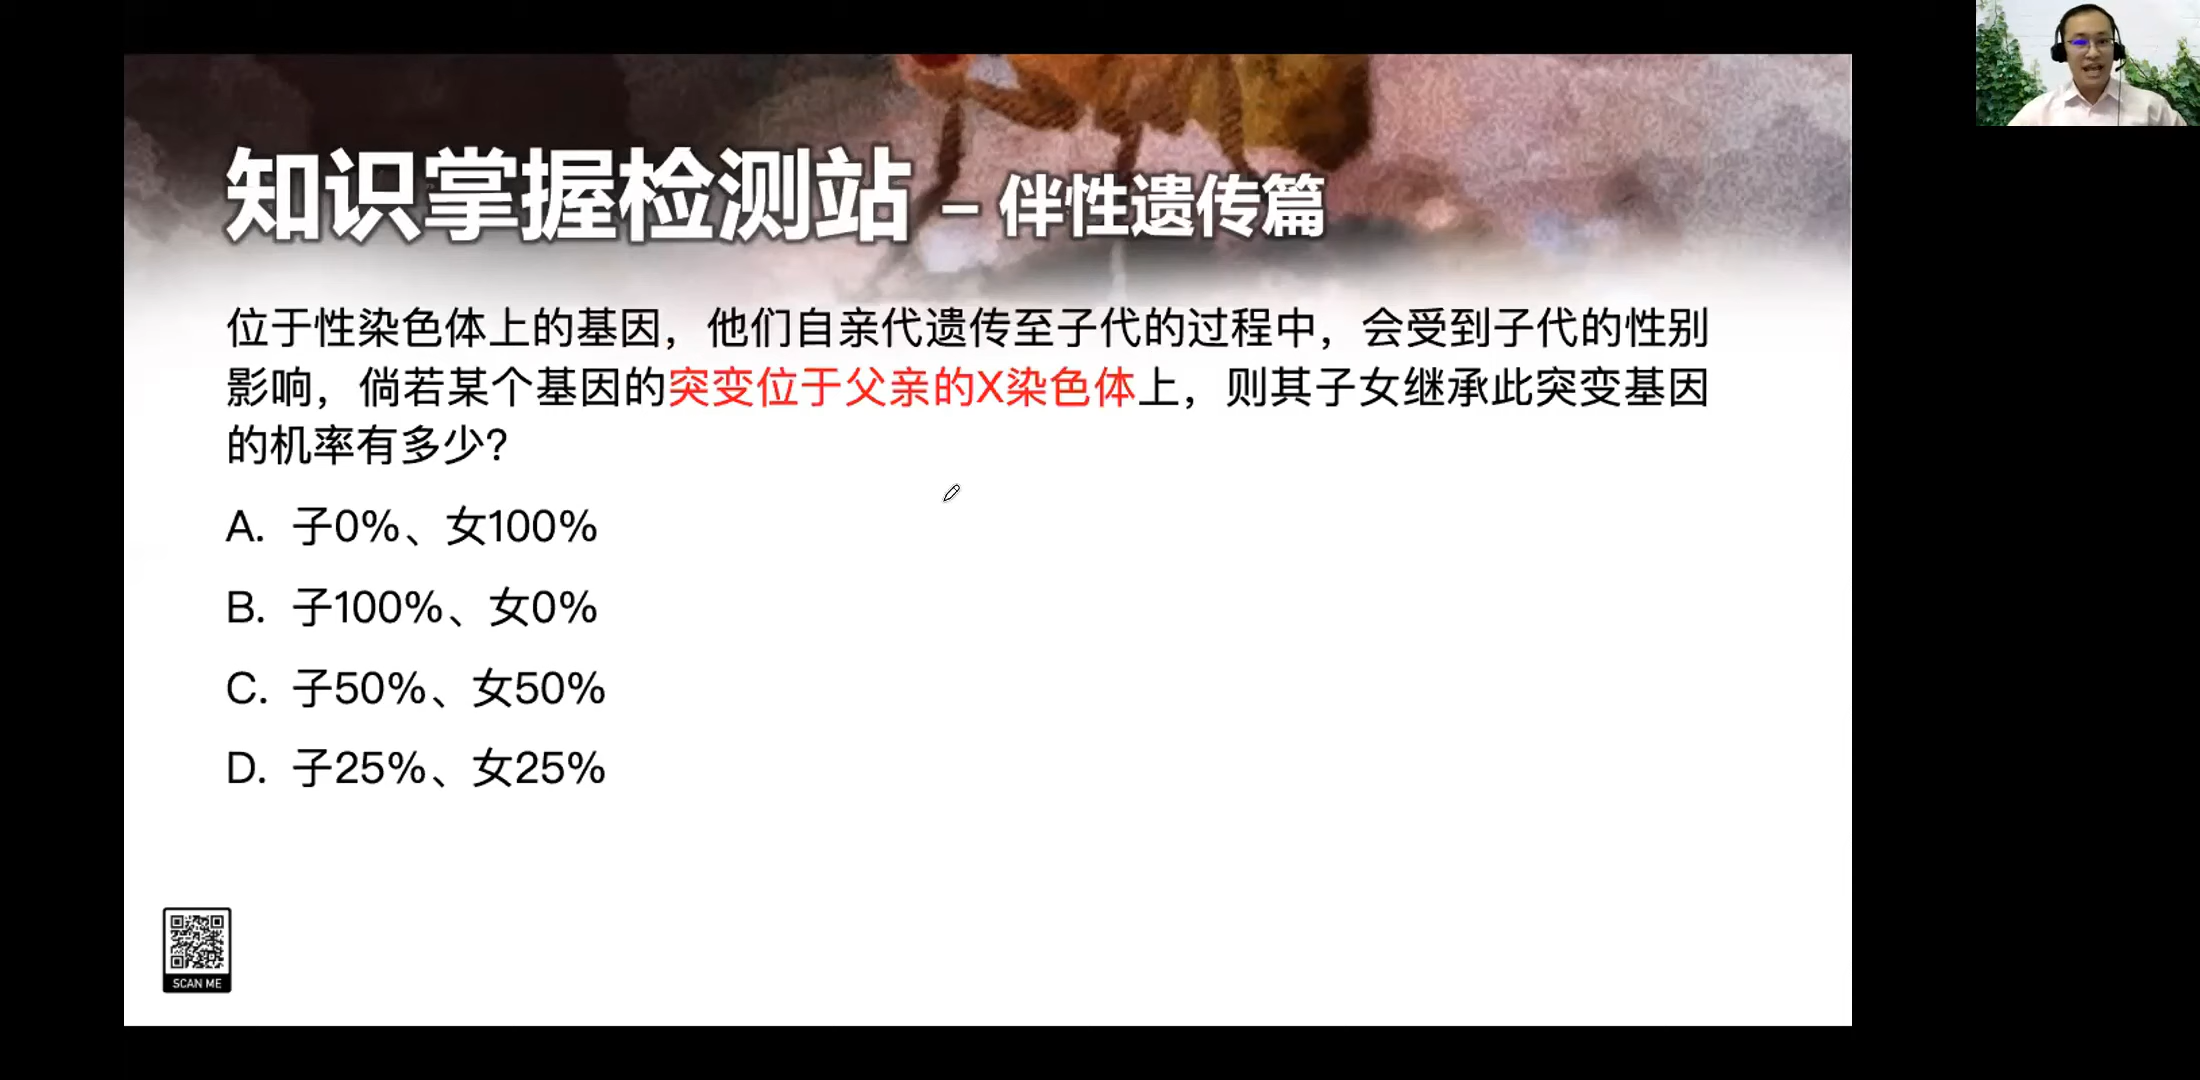 知识掌握检测站 – 伴性遗传篇
位于性染色体上的基因，他们自亲代遗传至子代的过程中，会受到子代的性别
影响，倘若某个基因的突变位于父亲的X染色体上，则其子女继承此突变基因
的机率有多少？
A. 子0%、女100%
B. 子100%、女0%
C. 子50%、女50%
D. 子25%、女25%
SCAN ME